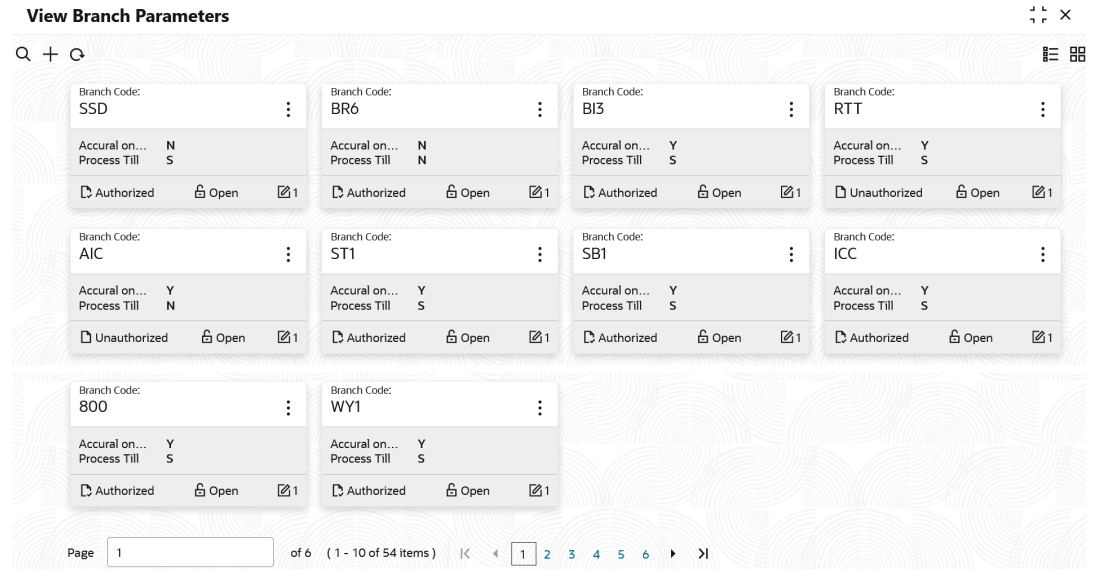 View Branch Parameters
Branch Code:
SSD
Accural on... N
Process Till S
Authorized Open 1
Branch Code:
BR6
Accural on... N
Process Till N
Authorized Open 1
Branch Code:
BI3
Accural on... Y
Process Till S
Authorized Open 1
Branch Code:
RTT
Accural on... Y
Process Till S
Unauthorized Open 1
Branch Code:
AIC
Accural on... Y
Process Till N
Unauthorized Open 1
Branch Code:
ST1
Accural on... Y
Process Till S
Authorized Open 1
Branch Code:
SB1
Accural on... Y
Process Till S
Authorized Open 1
Branch Code:
ICC
Accural on... Y
Process Till S
Authorized Open 1
Branch Code:
800
Accural on... Y
Process Till S
Authorized Open 1
Branch Code:
WY1
Accural on... Y
Process Till S
Authorized Open 1
Page 1 of 6 ( 1 - 10 of 54 items ) 1 2 3 4 5 6